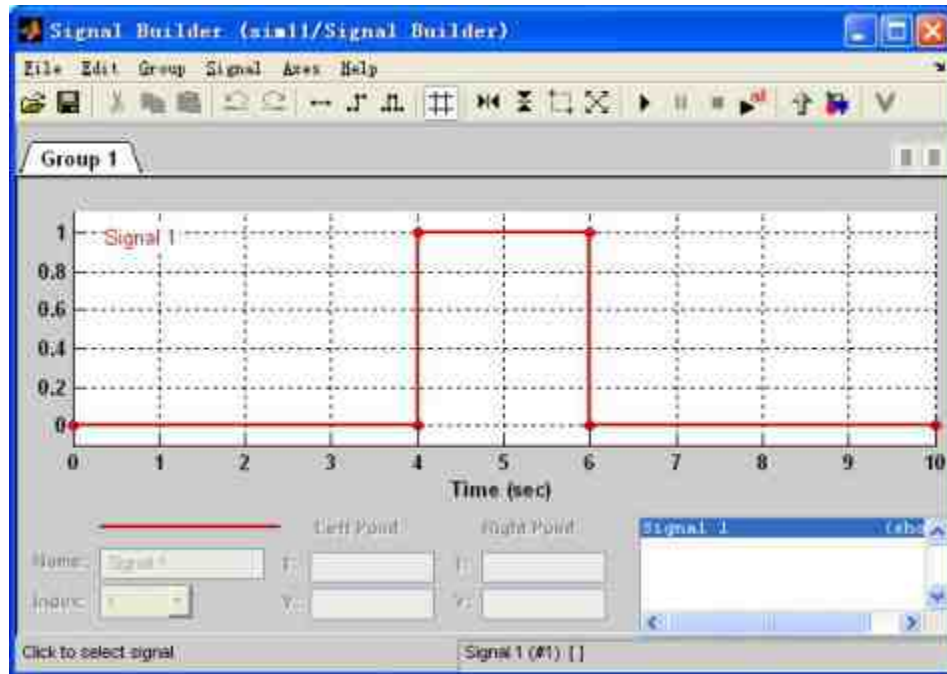 Signal Builder (sim11/Signal Builder)
File Edit Group Signal Axes Help
Group 1
Signal 1
1
0.8
0.6
0.4
0.2
0
0 1 2 3 4 5 6 7 8 9 10
Time (sec)
Left Point Right Point
Name: Signal 1 T: T:
Index: Y: Y:
Signal 1
Click to select signal Signal 1 (#1) [ ]